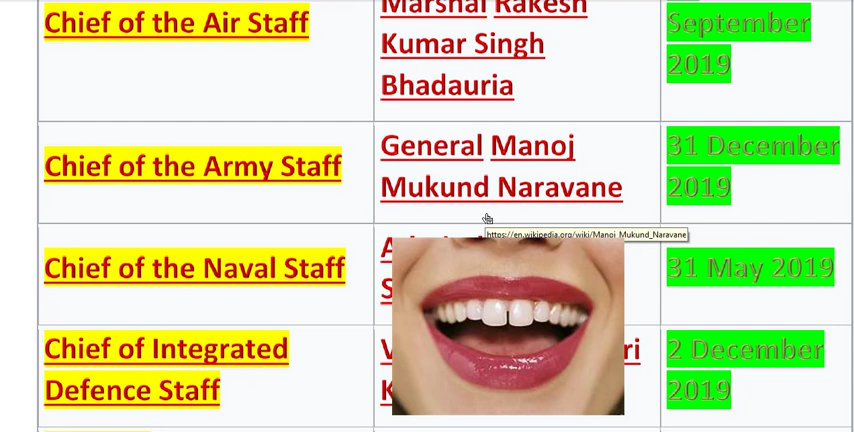 Chief of the Air Staff
Marshal Rakesh
Kumar Singh
Bhadauria
September
2019
Chief of the Army Staff
General Manoj
Mukund Naravane
31 December
2019
https://en.wikipedia.org/wiki/Manoj_Mukund_Naravane
Chief of the Naval Staff
31 May 2019
Chief of Integrated
Defence Staff
2 December
2019